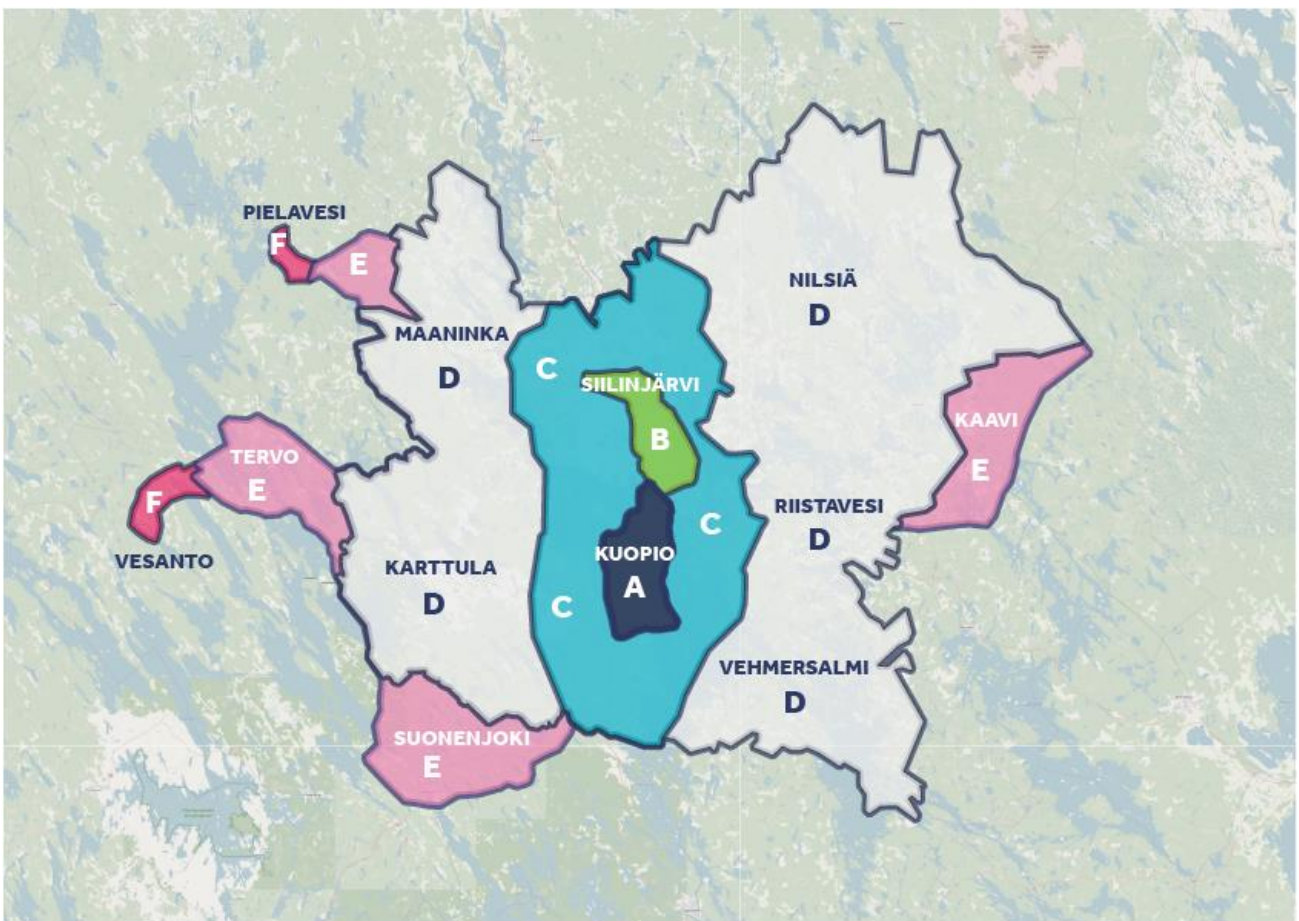 PIELAVESI
F
E
NILSIÄ
D
MAANINKA
D
C
SIILINJÄRVI
B
KAAVI
E
TERVO
E
F
VESANTO
RIISTAVESI
D
C
KUOPIO
A
KARTTULA
D
C
VEHMERSALMI
D
SUONENJOKI
E